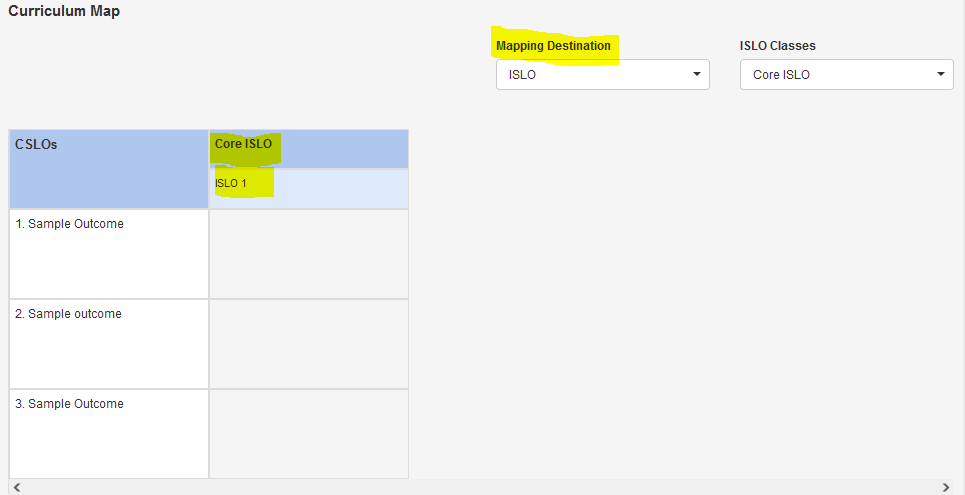 Curriculum Map
Mapping Destination
ISLO Classes
ISLO
Core ISLO
CSLOs
Core ISLO
ISLO 1
1. Sample Outcome
2. Sample outcome
3. Sample Outcome